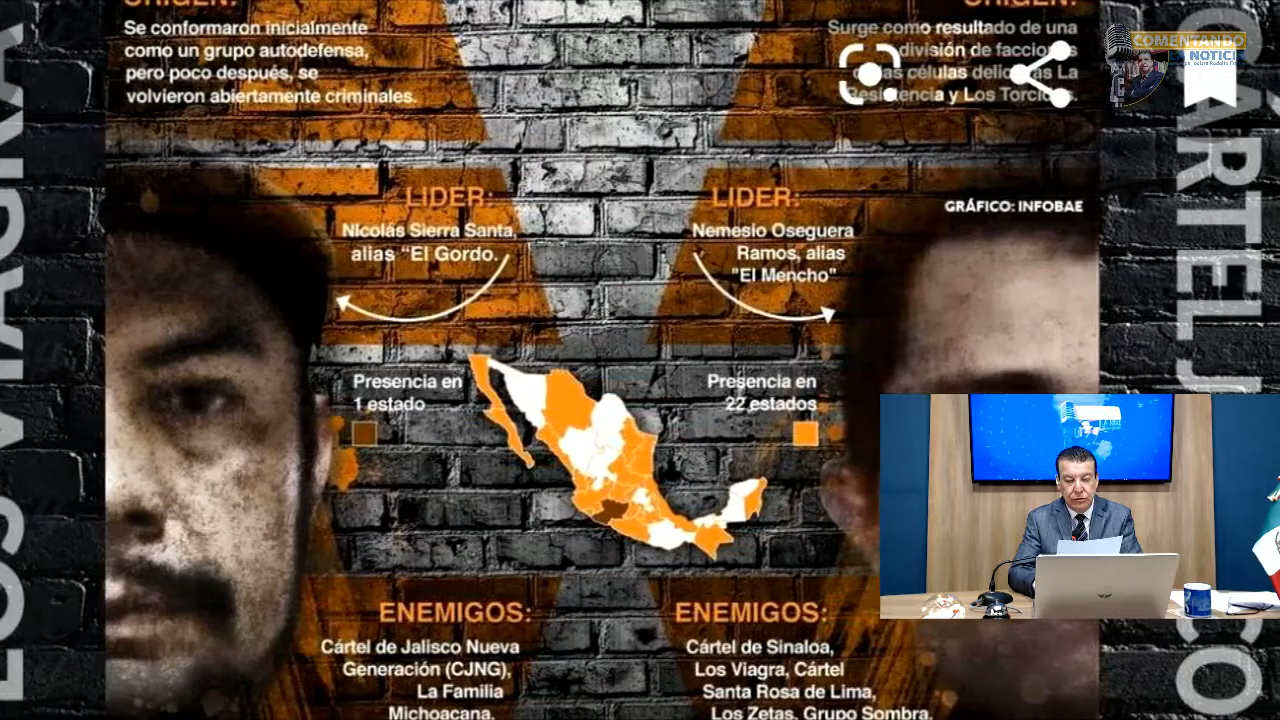 ORIGEN:
Se conformaron inicialmente
como un grupo autodefensa,
pero poco después, se
volvieron abiertamente criminales.
ORIGEN:
Surge como resultado de una
división de facciones
células
La
Resistencia y Los Torcidos.
COMENTANDO
NOTICI
LIDER:
NIcolás Sierra Santa,
alias “El Gordo.
LIDER:
Nemesio Oseguera
Ramos, alias
"El Mencho"
GRÁFICO: INFOBAE
Presencia en
1 estado
Presencia en
22 estados
ENEMIGOS:
Cártel de Jalisco Nueva
Generación (CJNG),
La Familia
Michoacana.
ENEMIGOS:
Cártel de Sinaloa,
Los Viagra, Cártel
Santa Rosa de Lima,
Los Zetas, Grupo Sombra.
LOS VIAGRA
CARTEL J
CO